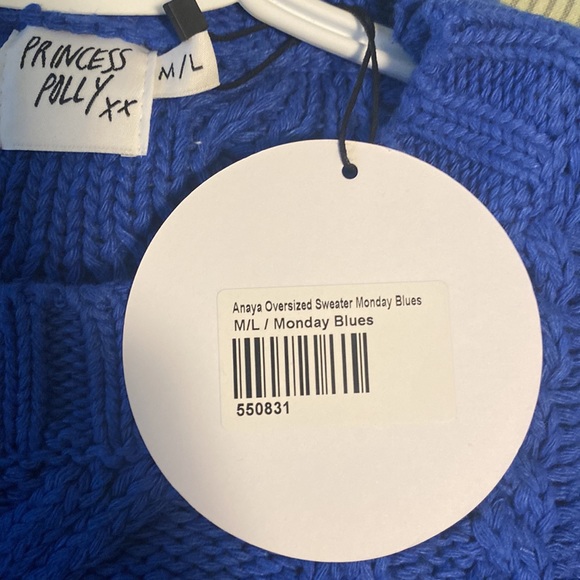 PRINCESS
POLLY xx
M/L
Anaya Oversized Sweater Monday Blues
M/L / Monday Blues
550831